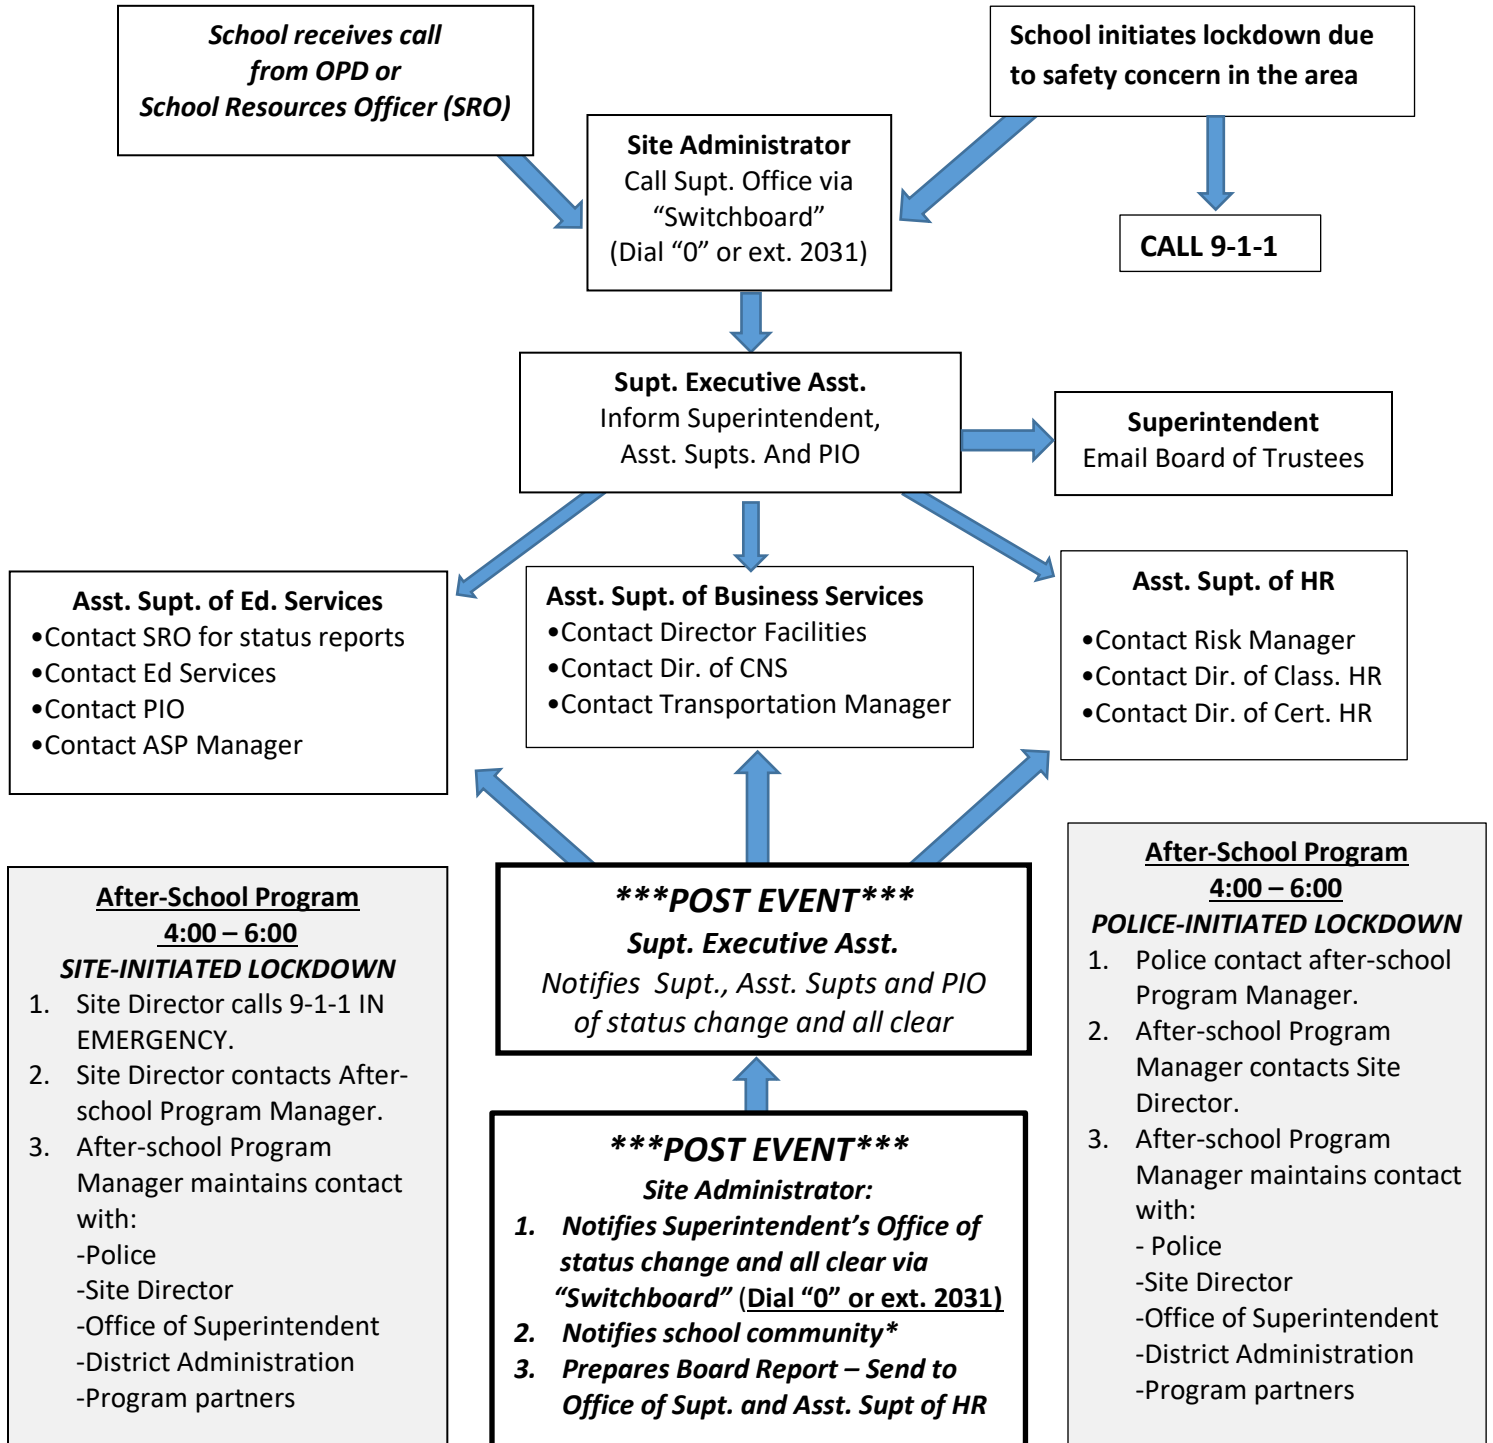 School receives call
from OPD or
School Resources Officer (SRO)
School initiates lockdown due
to safety concern in the area
Site Administrator
Call Supt. Office via
“Switchboard”
(Dial “0” or ext. 2031)
CALL 9-1-1
Supt. Executive Asst.
Inform Superintendent,
Asst. Supts. And PIO
Superintendent
Email Board of Trustees
Asst. Supt. of Ed. Services
•Contact SRO for status reports
•Contact Ed Services
•Contact PIO
•Contact ASP Manager
Asst. Supt. of Business Services
•Contact Director Facilities
•Contact Dir. of CNS
•Contact Transportation Manager
Asst. Supt. of HR
•Contact Risk Manager
•Contact Dir. of Class. HR
•Contact Dir. of Cert. HR
After-School Program
4:00 – 6:00
SITE-INITIATED LOCKDOWN
1. Site Director calls 9-1-1 IN
EMERGENCY.
2. Site Director contacts After-
school Program Manager.
3. After-school Program
Manager maintains contact
with:
-Police
-Site Director
-Office of Superintendent
-District Administration
-Program partners
***POST EVENT***
Supt. Executive Asst.
Notifies Supt., Asst. Supts and PIO
of status change and all clear
***POST EVENT***
Site Administrator:
1. Notifies Superintendent’s Office of
status change and all clear via
“Switchboard” (Dial “0” or ext. 2031)
2. Notifies school community*
3. Prepares Board Report – Send to
Office of Supt. and Asst. Supt of HR
After-School Program
4:00 – 6:00
POLICE-INITIATED LOCKDOWN
1. Police contact after-school
Program Manager.
2. After-school Program
Manager contacts Site
Director.
3. After-school Program
Manager maintains contact
with:
- Police
-Site Director
-Office of Superintendent
-District Administration
-Program partners